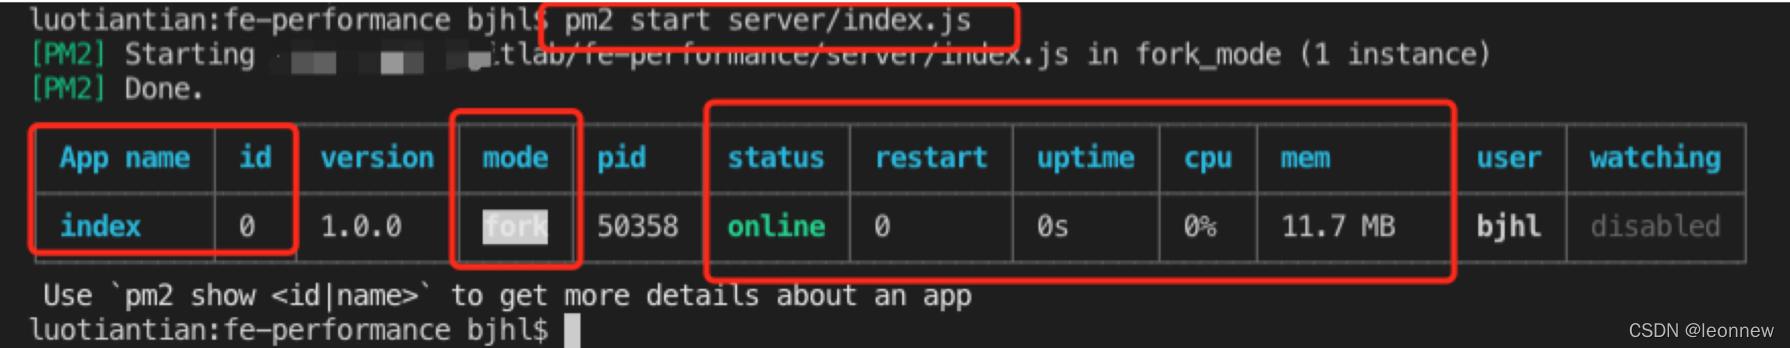 luotiantian:fe-performance bjhl$ pm2 start server/index.js
[PM2] Starting itlab/fe-performance/server/index.js in fork_mode (1 instance)
[PM2] Done.
App name id version mode pid status restart uptime cpu mem user watching
index 0 1.0.0 fork 50358 online 0 0s 0% 11.7 MB bjhl disabled
Use `pm2 show <id|name>` to get more details about an app
luotiantian:fe-performance bjhl$
CSDN @leonnew